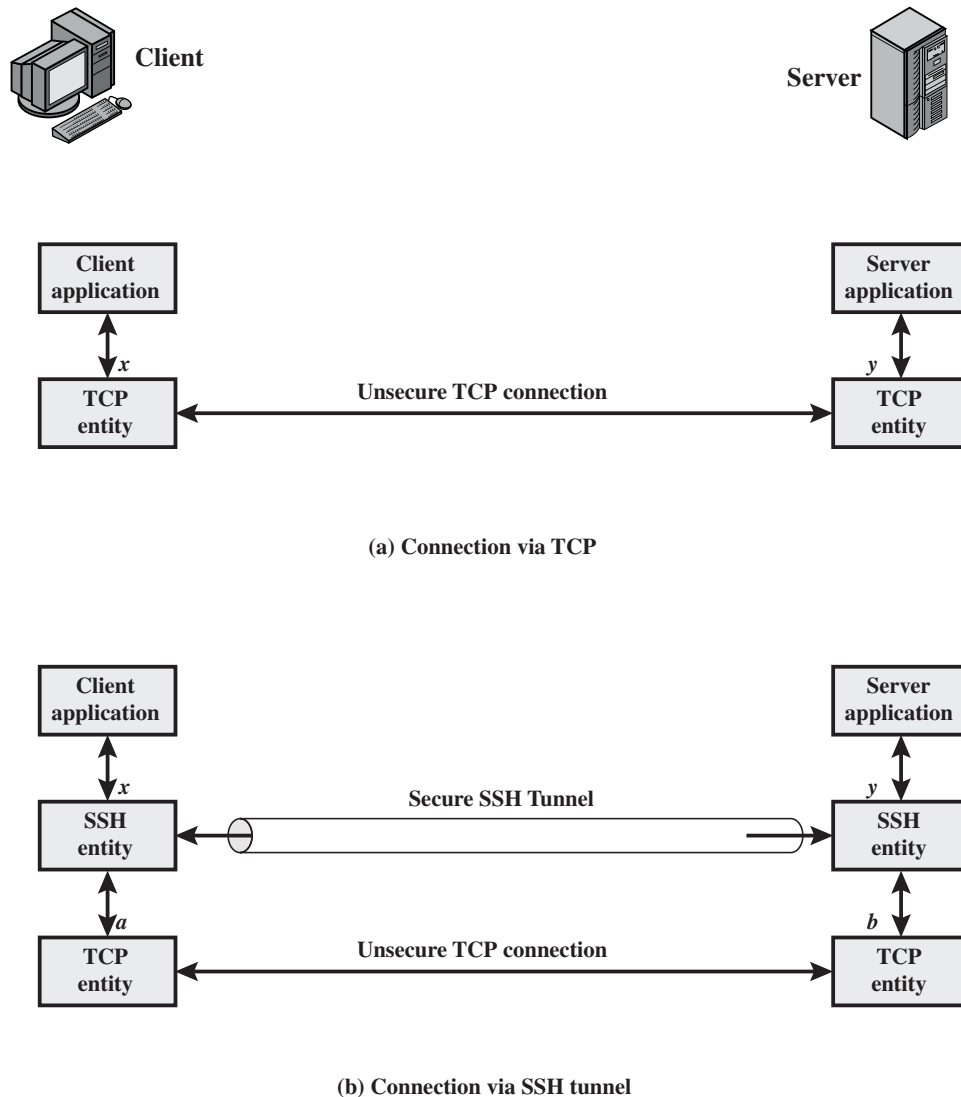 Client
Server
Client
application
Server
application
x
y
TCP
entity
Unsecure TCP connection
TCP
entity
(a) Connection via TCP
Client
application
Server
application
x
y
SSH
entity
Secure SSH Tunnel
SSH
entity
a
b
TCP
entity
Unsecure TCP connection
TCP
entity
(b) Connection via SSH tunnel